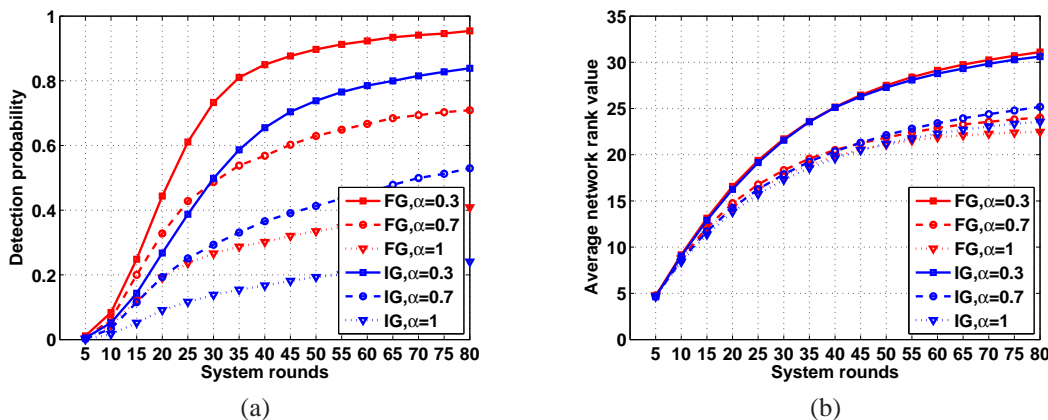 Detection probability
1
0.8
0.6
0.4
0.2
0
5 10 15 20 25 30 35 40 45 50 55 60 65 70 75 80
System rounds
FG,α=0.3
FG,α=0.7
FG,α=1
IG,α=0.3
IG,α=0.7
IG,α=1
(a)
Average network rank value
35
30
25
20
15
10
5
0
5 10 15 20 25 30 35 40 45 50 55 60 65 70 75 80
System rounds
FG,α=0.3
FG,α=0.7
FG,α=1
IG,α=0.3
IG,α=0.7
IG,α=1
(b)